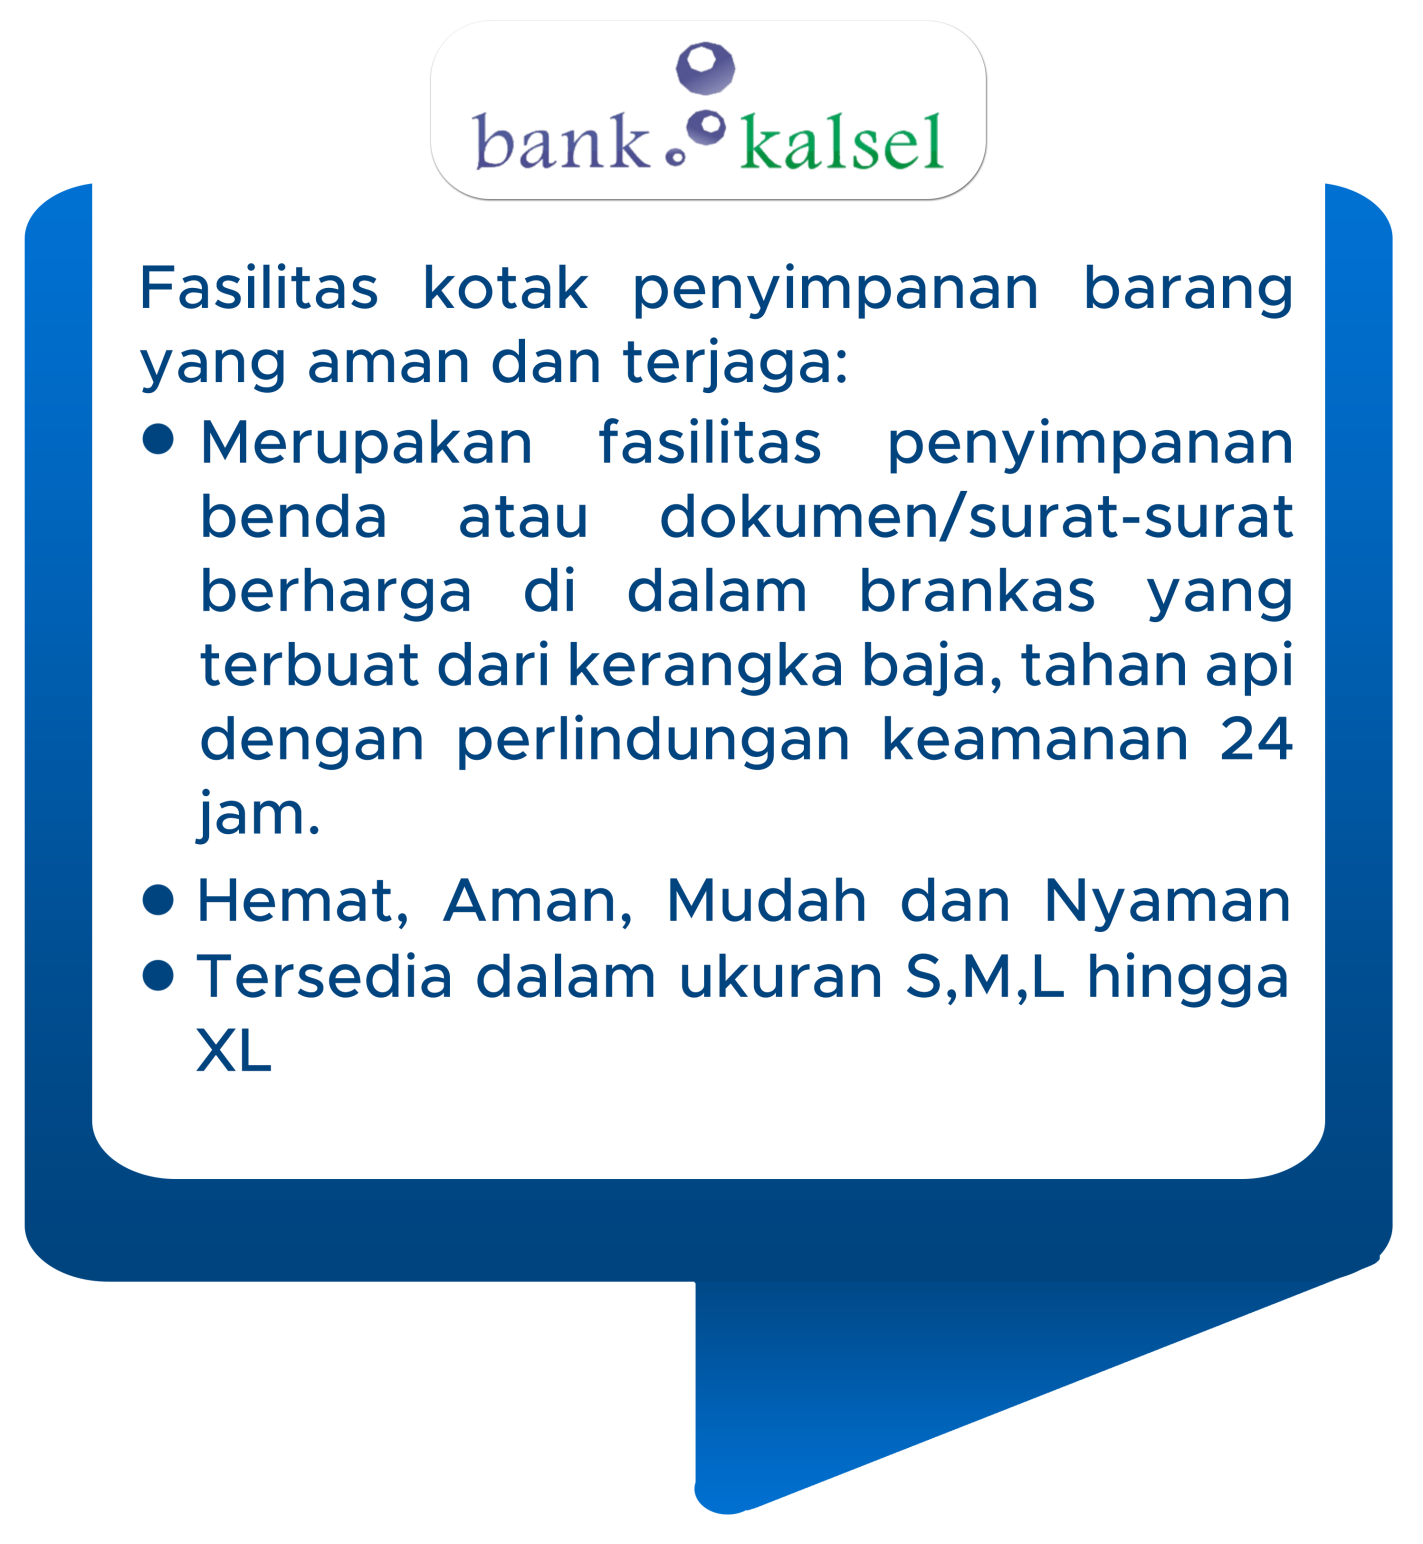 bank kalsel
Fasilitas kotak penyimpanan barang
yang aman dan terjaga:
● Merupakan fasilitas penyimpanan
benda atau dokumen/surat-surat
berharga di dalam brankas yang
terbuat dari kerangka baja, tahan api
dengan perlindungan keamanan 24
jam.
● Hemat, Aman, Mudah dan Nyaman
● Tersedia dalam ukuran S,M,L hingga
XL